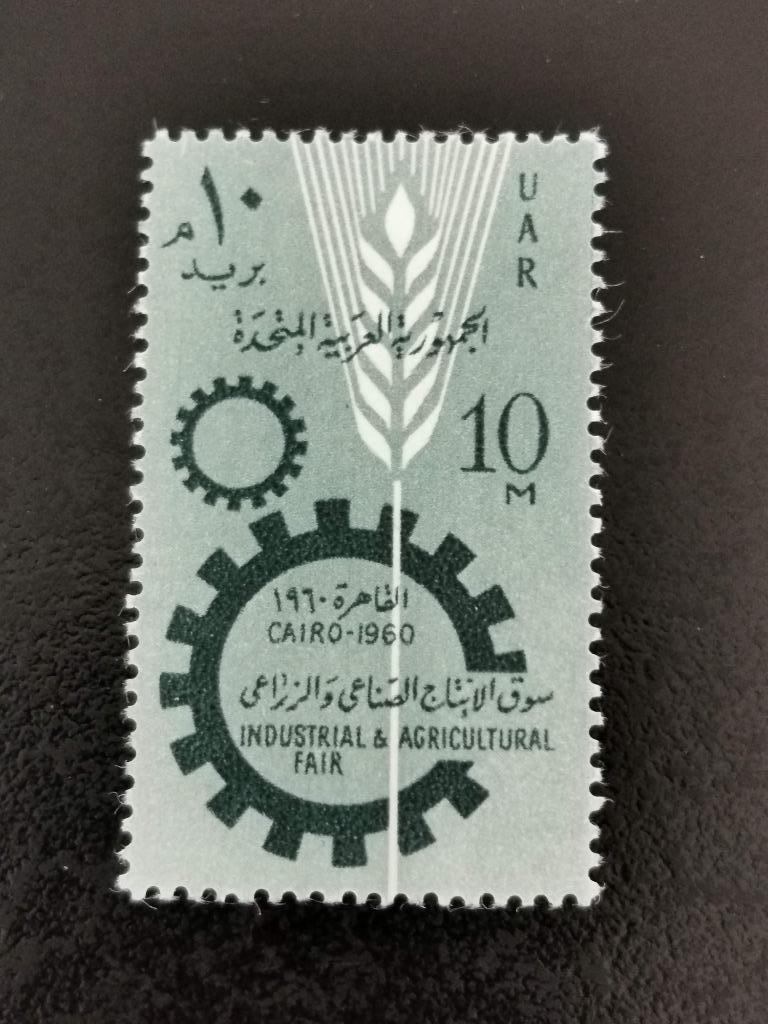 ١٠ م
بريد
UAR
الجمهورية العربية المتحدة
10
M
القاهرة ١٩٦٠
CAIRO-1960
سوق الانتاج الصناعى والزراعى
INDUSTRIAL & AGRICULTURAL
FAIR